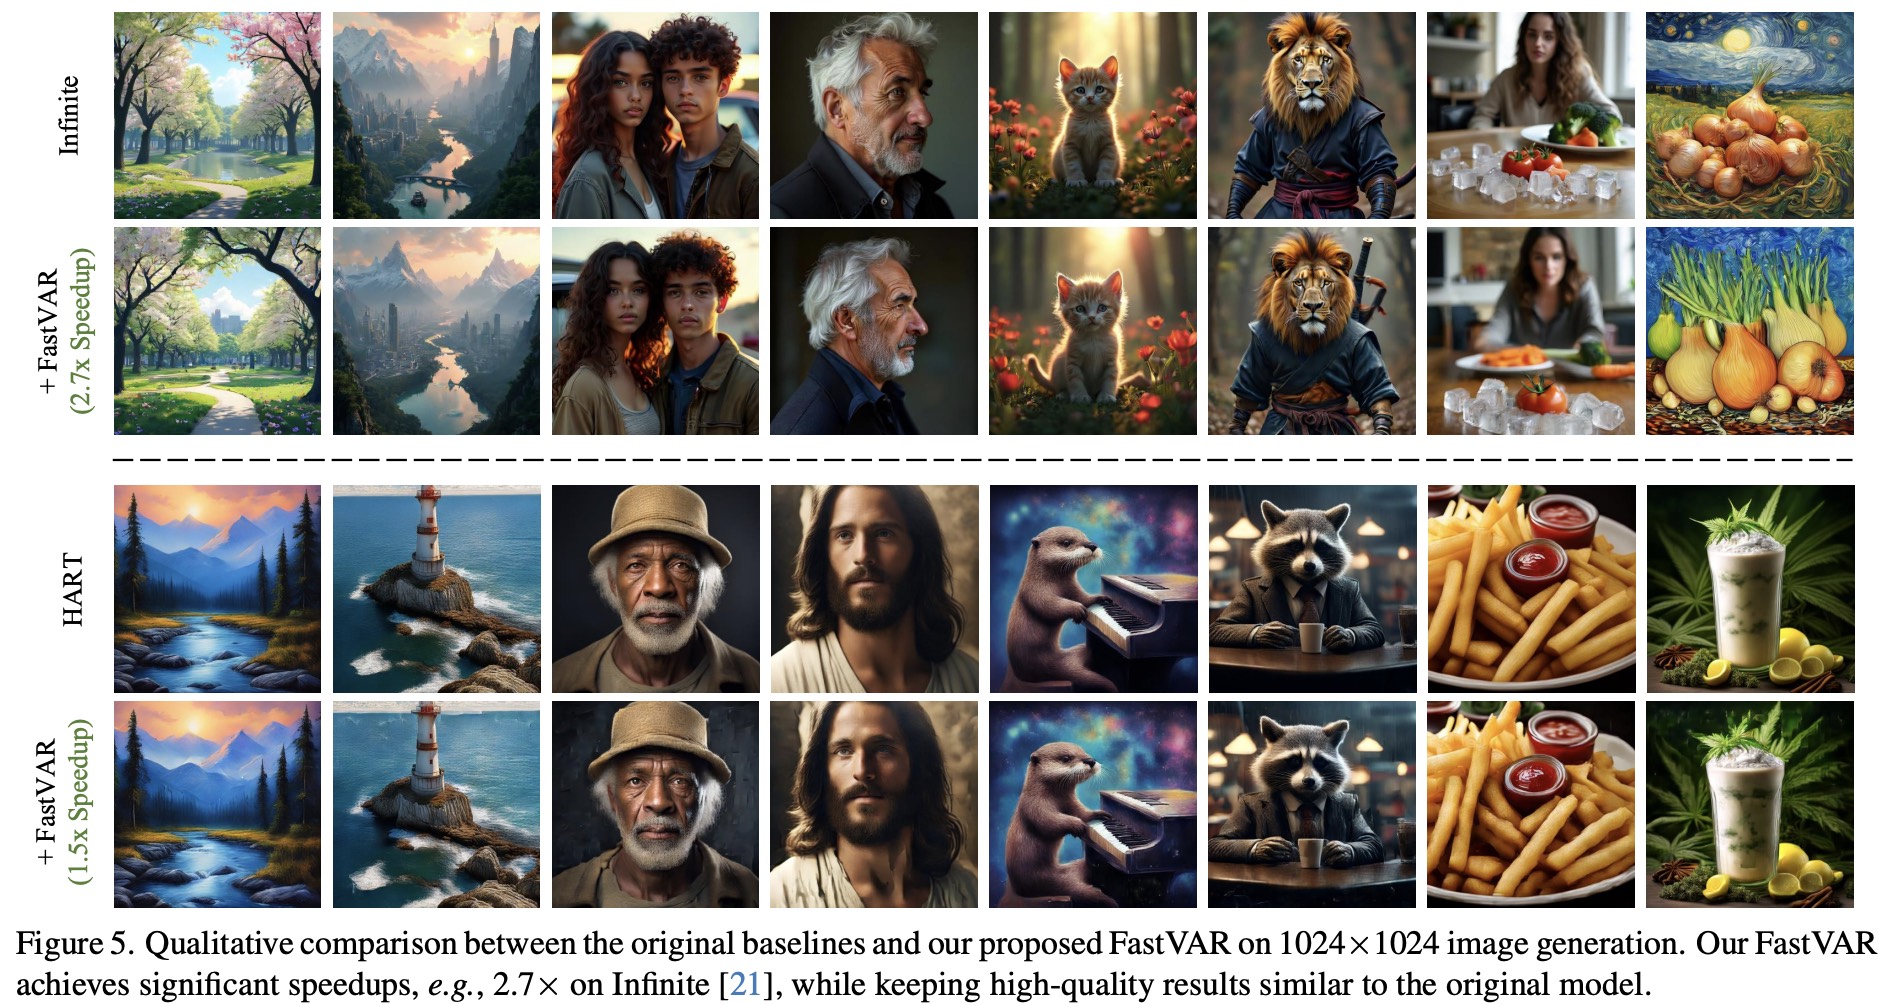 Infinite
+ FastVAR
(2.7x Speedup)
HART
+ FastVAR
(1.5x Speedup)
Figure 5. Qualitative comparison between the original baselines and our proposed FastVAR on 1024×1024 image generation. Our FastVAR
achieves significant speedups, e.g., 2.7× on Infinite [21], while keeping high-quality results similar to the original model.